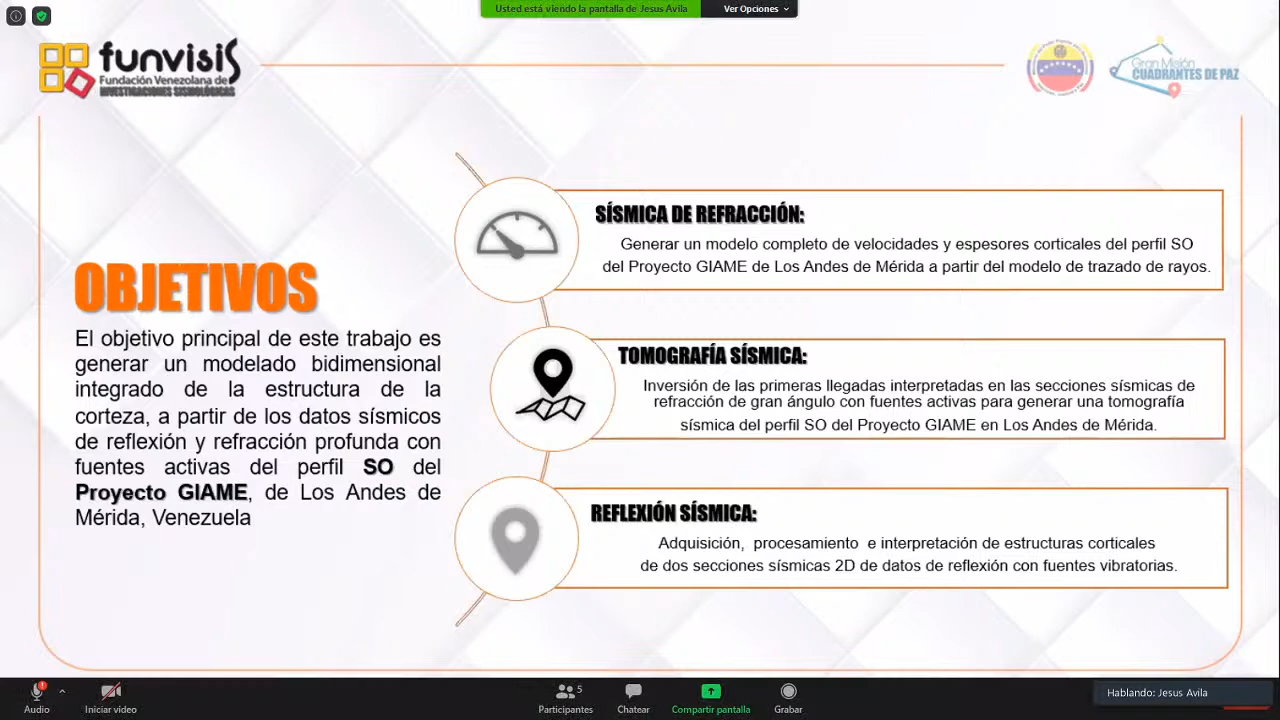 Usted está viendo la pantalla de Jesus Avila
Ver Opciones
funvisis
Fundación Venezolana de
INVESTIGACIONES SISMOLÓGICAS
Gran Misión
CUADRANTES DE PAZ
OBJETIVOS
El objetivo principal de este trabajo es
generar un modelado bidimensional
integrado de la estructura de la
corteza, a partir de los datos sísmicos
de reflexión y refracción profunda con
fuentes activas del perfil SO del
Proyecto GIAME, de Los Andes de
Mérida, Venezuela
SÍSMICA DE REFRACCIÓN:
Generar un modelo completo de velocidades y espesores corticales del perfil SO
del Proyecto GIAME de Los Andes de Mérida a partir del modelo de trazado de rayos.
TOMOGRAFÍA SÍSMICA:
Inversión de las primeras llegadas interpretadas en las secciones sísmicas de
refracción de gran ángulo con fuentes activas para generar una tomografía
sísmica del perfil SO del Proyecto GIAME en Los Andes de Mérida.
REFLEXIÓN SÍSMICA:
Adquisición, procesamiento e interpretación de estructuras corticales
de dos secciones sísmicas 2D de datos de reflexión con fuentes vibratorias.
Audio
Iniciar video
5
Participantes
Chatear
Compartir pantalla
Grabar
Hablando: Jesus Avila